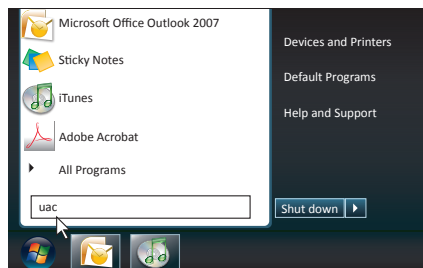 Microsoft Office Outlook 2007
Sticky Notes
iTunes
Adobe Acrobat
All Programs
uac
Devices and Printers
Default Programs
Help and Support
Shut down